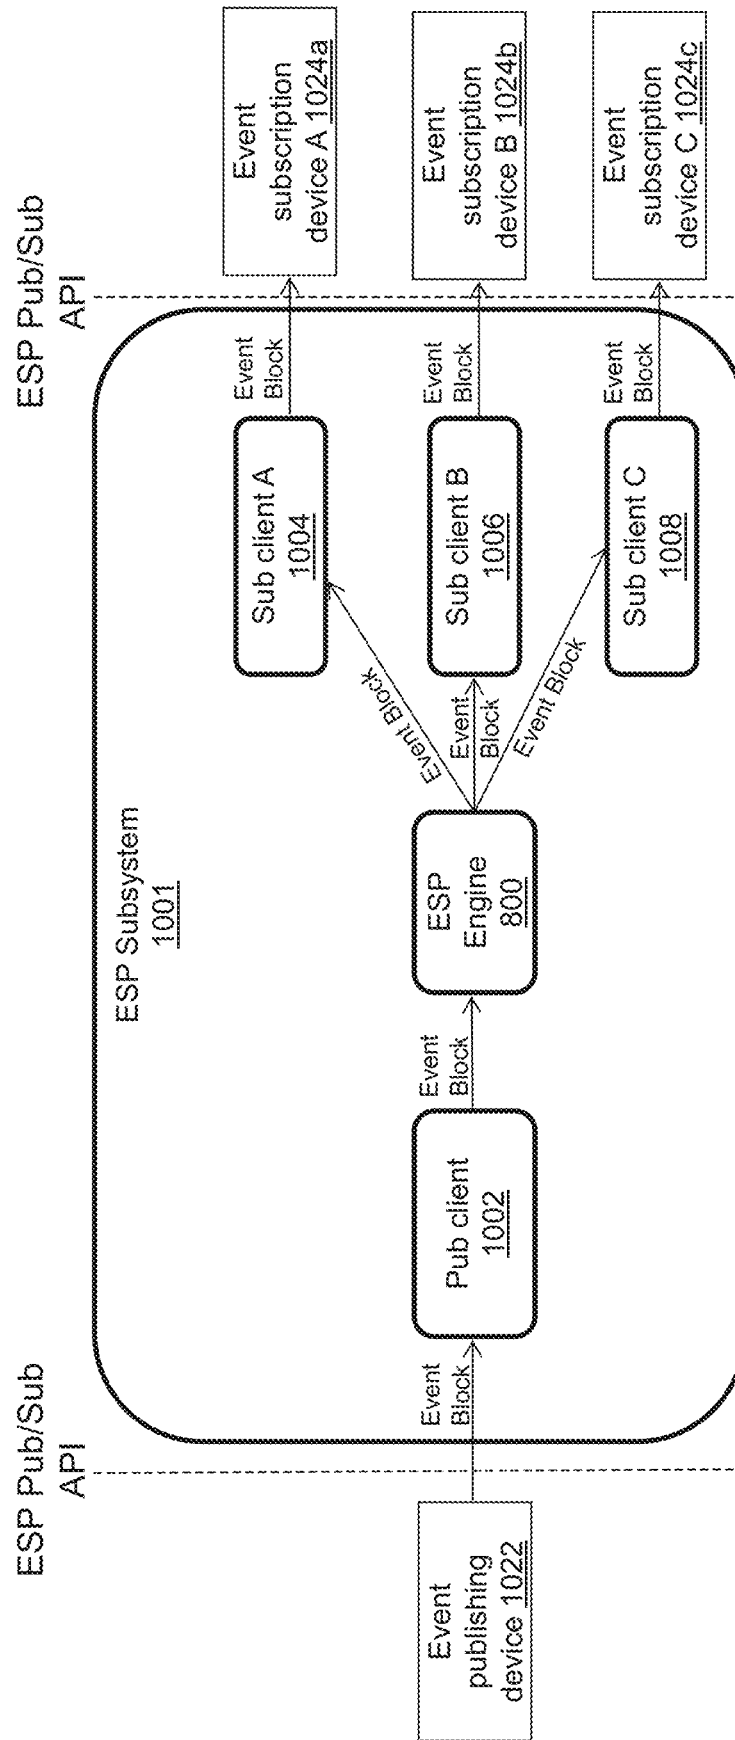 ESP Pub/Sub
API
ESP Pub/Sub
API
ESP Subsystem
1001
Event
publishing
device 1022
Event
Block
Pub client
1002
Event
Block
ESP
Engine
800
Event Block
Event
Block
Event Block
Sub client A
1004
Event
Block
Event
subscription
device A 1024a
Sub client B
1006
Event
Block
Event
subscription
device B 1024b
Sub client C
1008
Event
Block
Event
subscription
device C 1024c